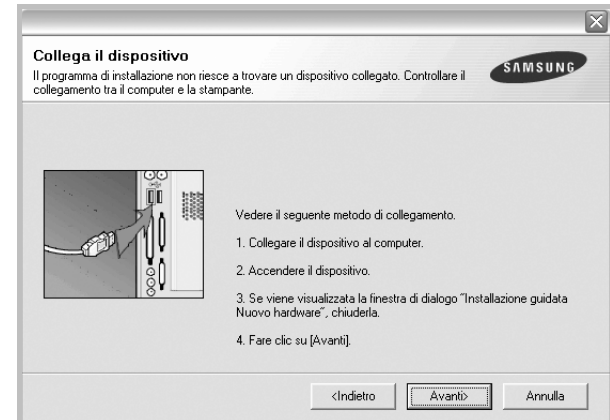 Collega il dispositivo
Il programma di installazione non riesce a trovare un dispositivo collegato. Controllare il
collegamento tra il computer e la stampante.
SAMSUNG
Vedere il seguente metodo di collegamento.
1. Collegare il dispositivo al computer.
2. Accendere il dispositivo.
3. Se viene visualizzata la finestra di dialogo "Installazione guidata
Nuovo hardware", chiuderla.
4. Fare clic su [Avanti].
<Indietro
Avanti>
Annulla